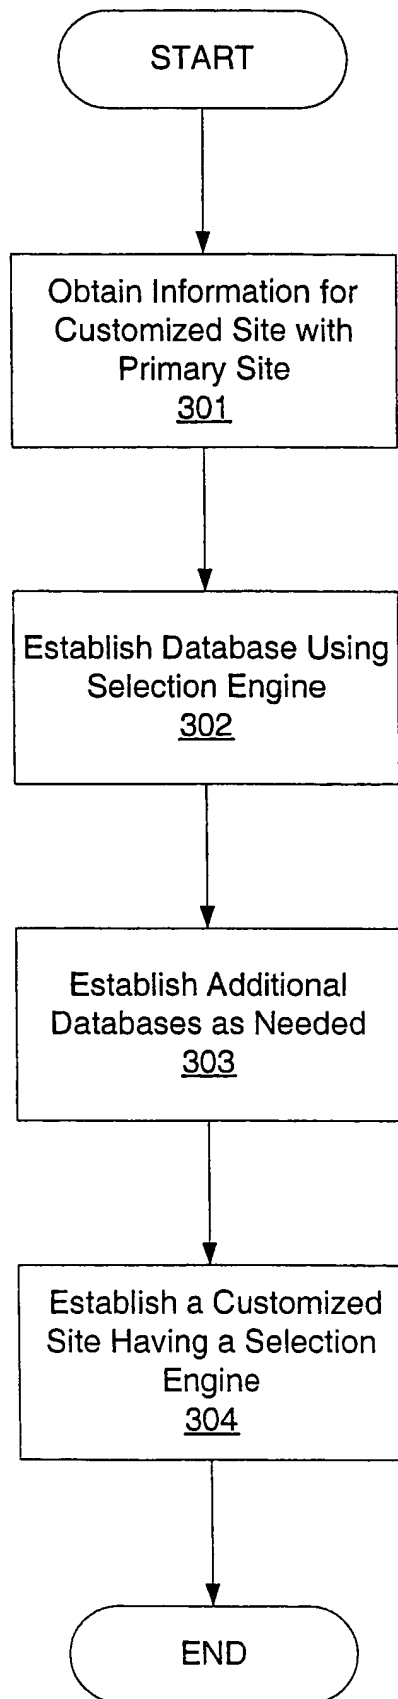 START
Obtain Information for
Customized Site with
Primary Site
301
Establish Database Using
Selection Engine
302
Establish Additional
Databases as Needed
303
Establish a Customized
Site Having a Selection
Engine
304
END